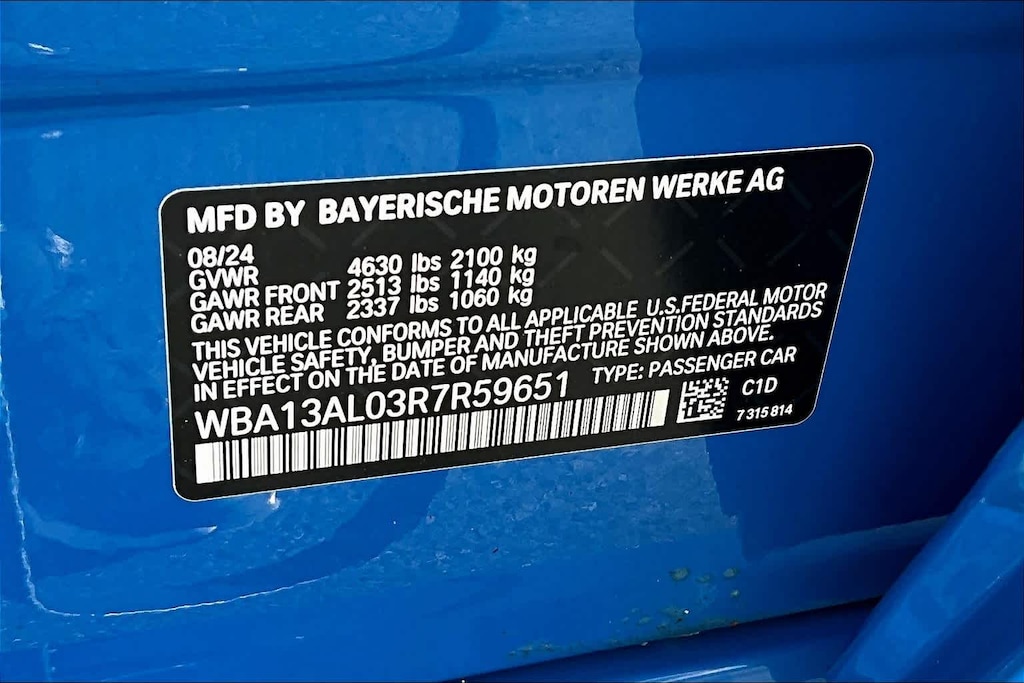 MFD BY BAYERISCHE MOTOREN WERKE AG
08/24
GVWR 4630 lbs 2100 kg
GAWR FRONT 2513 lbs 1140 kg
GAWR REAR 2337 lbs 1060 kg
THIS VEHICLE CONFORMS TO ALL APPLICABLE U.S.FEDERAL MOTOR
VEHICLE SAFETY, BUMPER AND THEFT PREVENTION STANDARDS
IN EFFECT ON THE DATE OF MANUFACTURE SHOWN ABOVE.
WBA13AL03R7R59651 TYPE: PASSENGER CAR
C1D
7 315 814